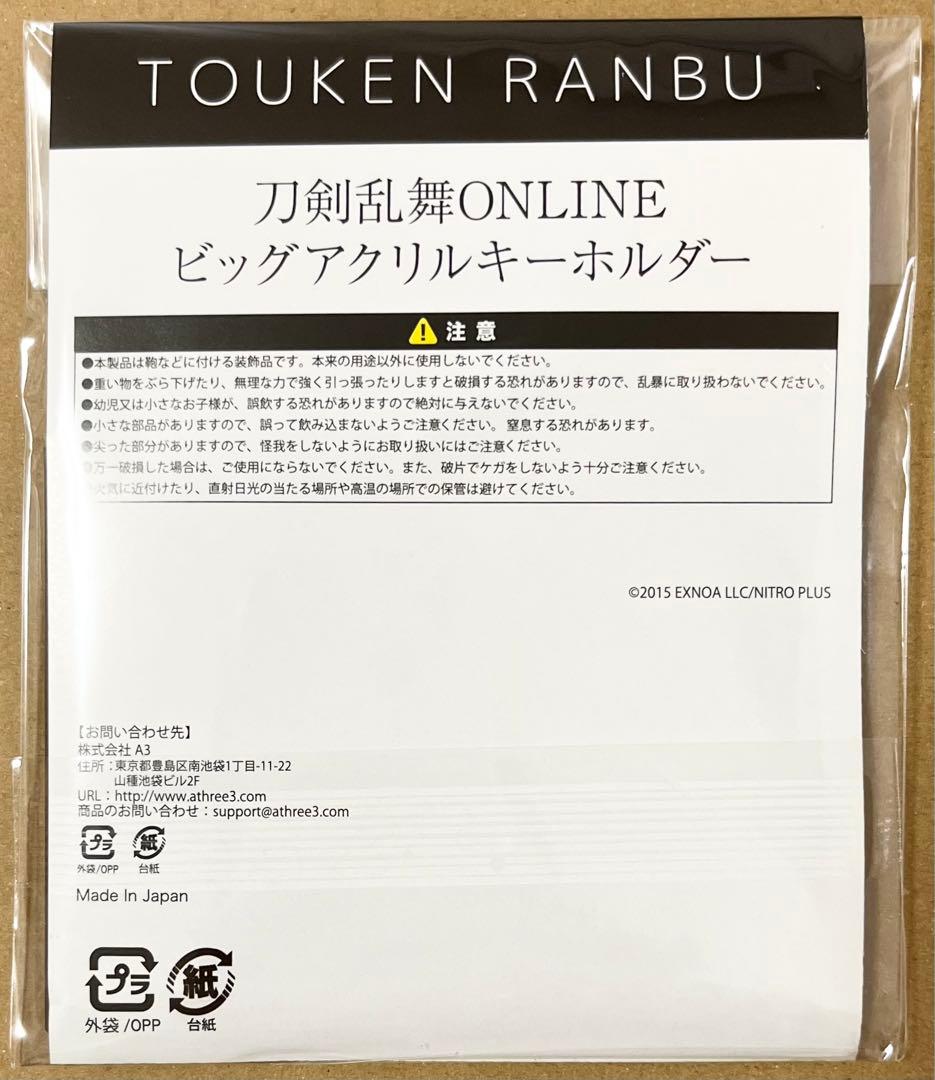 TOUKEN RANBU
刀剣乱舞ONLINE
ビッグアクリルキーホルダー
注意
●本製品は鞄などに付ける装飾品です。本来の用途以外に使用しないでください。
●重い物をぶら下げたり、無理な力で強く引っ張ったりしますと破損する恐れがありますので、乱暴に取り扱わないでください。
●幼児又は小さなお子様が、誤飲する恐れがありますので絶対に与えないでください。
●小さな部品がありますので、誤って飲み込まないようご注意ください。窒息する恐れがあります。
●尖った部分がありますので、怪我をしないようにお取り扱いにはご注意ください。
●万一破損した場合は、ご使用にならないでください。また、破片でケガをしないよう十分ご注意ください。
●火気に近付けたり、直射日光の当たる場所や高温の場所での保管は避けてください。
©2015 EXNOA LLC/NITRO PLUS
【お問い合わせ先】
株式会社 A3
住所：東京都豊島区南池袋1丁目-11-22
山種池袋ビル2F
URL：http://www.athree3.com
商品のお問い合わせ：support@athree3.com
プラ 紙
外袋/OPP 台紙
Made In Japan
プラ 紙
外袋/OPP 台紙